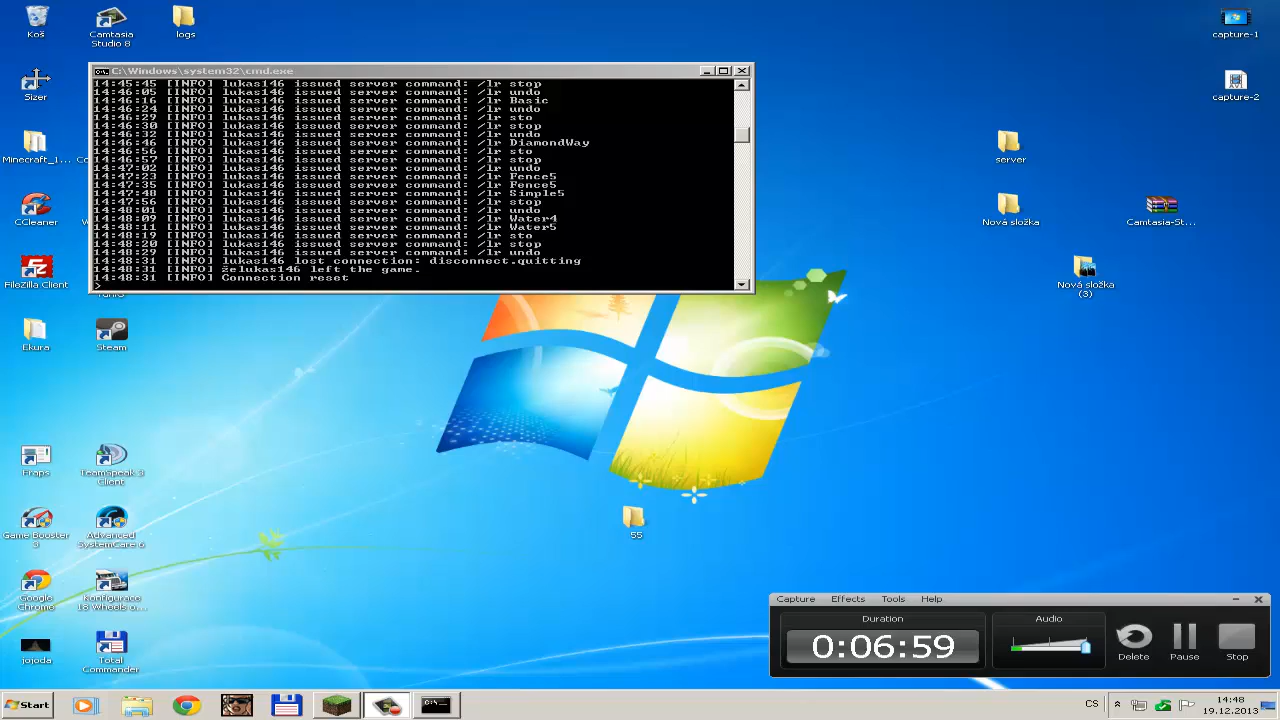 Koš
Camtasia Studio 8
logs
capture-1
C:\Windows\system32\cmd.exe
14:45:45 [INFO] lukas146 issued server command: /lr stop
14:46:05 [INFO] lukas146 issued server command: /lr undo
14:46:16 [INFO] lukas146 issued server command: /lr Basic
14:46:24 [INFO] lukas146 issued server command: /lr undo
14:46:29 [INFO] lukas146 issued server command: /lr sto
14:46:30 [INFO] lukas146 issued server command: /lr stop
14:46:32 [INFO] lukas146 issued server command: /lr undo
14:46:46 [INFO] lukas146 issued server command: /lr DiamondWay
14:46:56 [INFO] lukas146 issued server command: /lr sto
14:46:57 [INFO] lukas146 issued server command: /lr stop
14:47:02 [INFO] lukas146 issued server command: /lr undo
14:47:23 [INFO] lukas146 issued server command: /lr Fence5
14:47:35 [INFO] lukas146 issued server command: /lr Fence5
14:47:40 [INFO] lukas146 issued server command: /lr Simple5
14:47:56 [INFO] lukas146 issued server command: /lr stop
14:48:01 [INFO] lukas146 issued server command: /lr undo
14:48:09 [INFO] lukas146 issued server command: /lr Water4
14:48:11 [INFO] lukas146 issued server command: /lr Water5
14:48:19 [INFO] lukas146 issued server command: /lr sto
14:48:20 [INFO] lukas146 issued server command: /lr stop
14:48:29 [INFO] lukas146 issued server command: /lr undo
14:48:31 [INFO] lukas146 lost connection: disconnect.quitting
14:48:31 [INFO] želukas146 left the game.
14:48:31 [INFO] Connection reset
>
Sizer
capture-2
Minecraft_1...
server
CCleaner
Nová složka
Camtasia-St...
FileZilla Client
Nová složka (3)
Ekura
Steam
Fraps
TeamSpeak 3 Client
Game Booster 3
Advanced SystemCare 6
55
Google Chrome
Konfigurace 18 Wheels o...
jojoda
Total Commander
Capture Effects Tools Help
Duration
Audio
0:06:59
Delete
Pause
Stop
Start
CS
14:48
19.12.2013